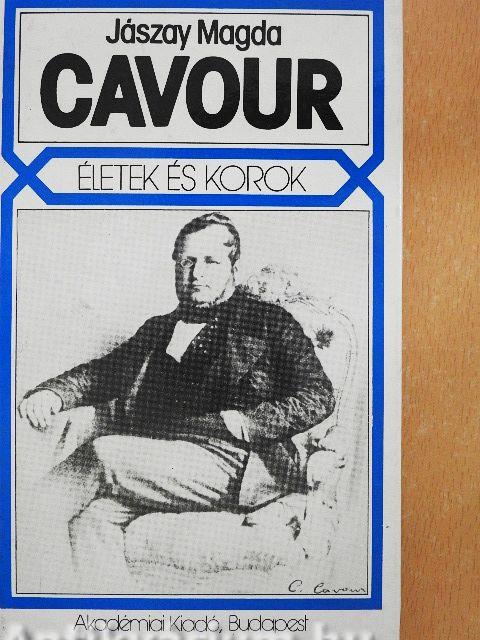 Jászay Magda
CAVOUR
ÉLETEK ÉS KOROK
C. Cavour
Akadémiai Kiadó, Budapest